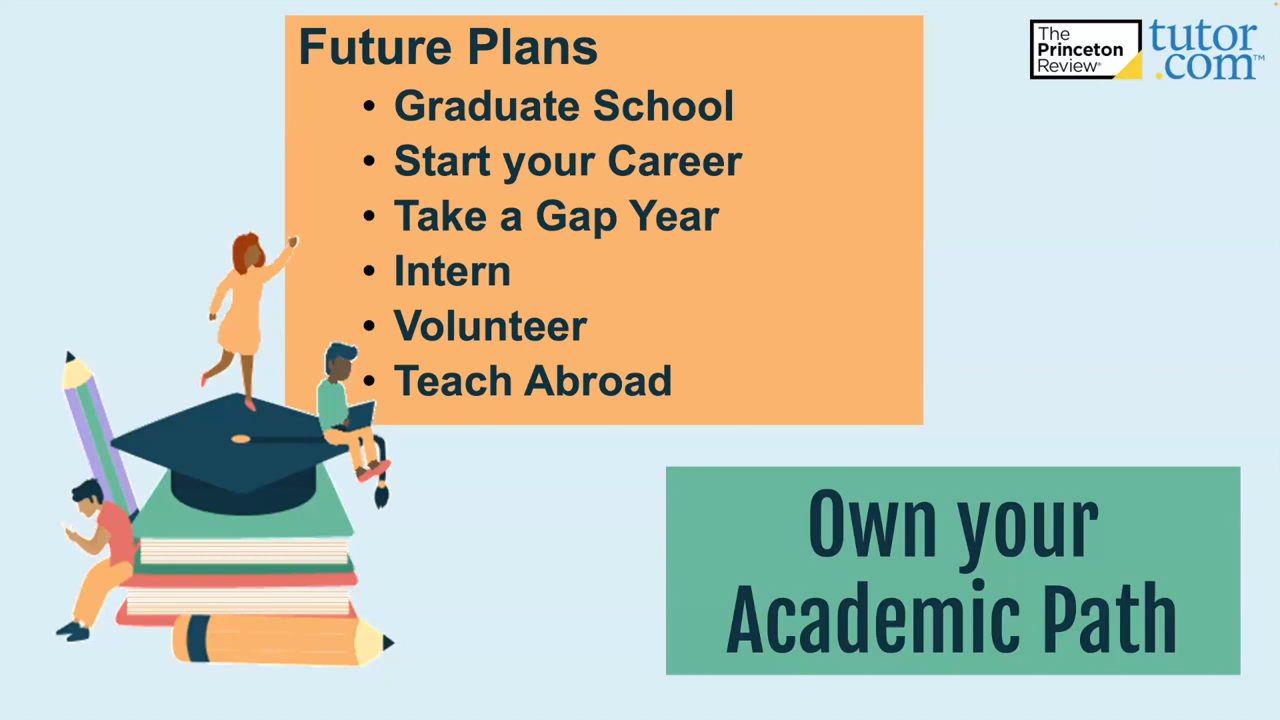 Future Plans
• Graduate School
• Start your Career
• Take a Gap Year
• Intern
• Volunteer
• Teach Abroad
The
Princeton
Review®
tutor
.com™
Own your
Academic Path